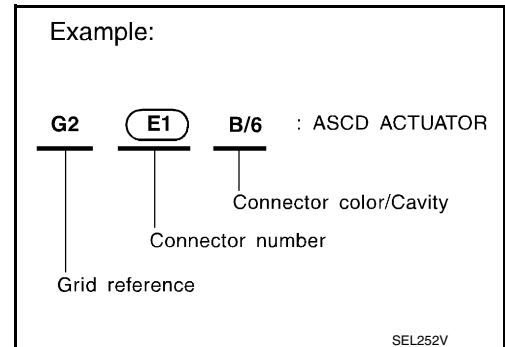 Example:
G2 E1 B/6 : ASCD ACTUATOR
Connector color/Cavity
Connector number
Grid reference
SEL252V